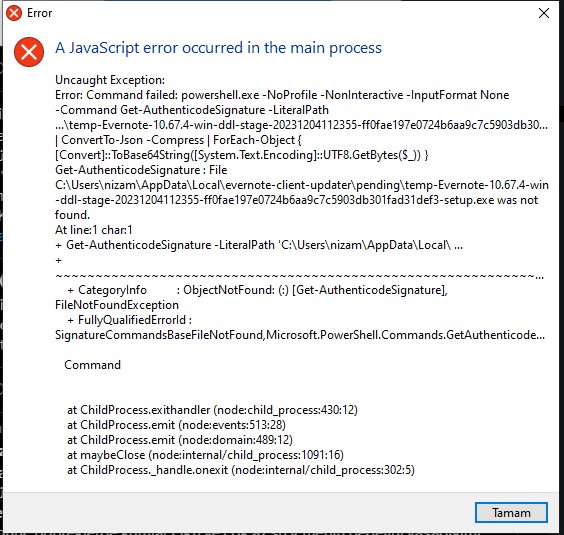 Error
A JavaScript error occurred in the main process
Uncaught Exception:
Error: Command failed: powershell.exe -NoProfile -NonInteractive -InputFormat None
-Command Get-AuthenticodeSignature -LiteralPath
...\temp-Evernote-10.67.4-win-ddl-stage-20231204112355-ff0fae197e0724b6aa9c7c5903db30...
| ConvertTo-Json -Compress | ForEach-Object {
[Convert]::ToBase64String([System.Text.Encoding]::UTF8.GetBytes($_)) }
Get-AuthenticodeSignature : File
C:\Users\nizam\AppData\Local\evernote-client-updater\pending\temp-Evernote-10.67.4-win
-ddl-stage-20231204112355-ff0fae197e0724b6aa9c7c5903db301fad31def3-setup.exe was not
found.
At line:1 char:1
+ Get-AuthenticodeSignature -LiteralPath 'C:\Users\nizam\AppData\Local\ ...
+
~~~~~~~~~~~~~~~~~~~~~~~~~~~~~~~~~~~~~~~~~~~~~~~~~~~~~~~~~~~~~~~~~...
+ CategoryInfo : ObjectNotFound: (:) [Get-AuthenticodeSignature],
FileNotFoundException
+ FullyQualifiedErrorId :
SignatureCommandsBaseFileNotFound,Microsoft.PowerShell.Commands.GetAuthenticode...
Command
at ChildProcess.exithandler (node:child_process:430:12)
at ChildProcess.emit (node:events:513:28)
at ChildProcess.emit (node:domain:489:12)
at maybeClose (node:internal/child_process:1091:16)
at ChildProcess._handle.onexit (node:internal/child_process:302:5)
Tamam